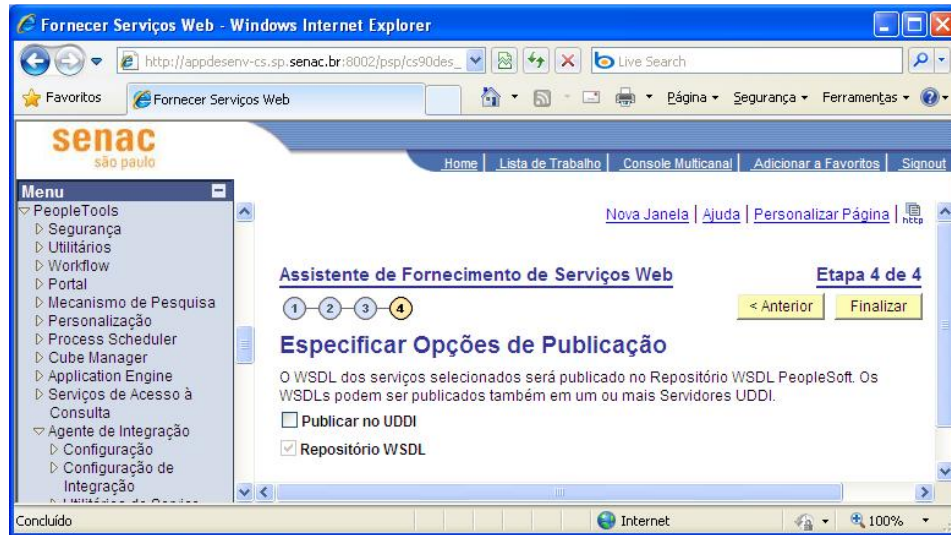 Fornecer Serviços Web - Windows Internet Explorer
http://appdesenv-cs.sp.senac.br:8002/psp/cs90des_
Live Search
Favoritos
Fornecer Serviços Web
Página
Segurança
Ferramentas
senac
são paulo
Home | Lista de Trabalho | Console Multicanal | Adicionar a Favoritos | Signout
Menu
PeopleTools
Segurança
Utilitários
Workflow
Portal
Mecanismo de Pesquisa
Personalização
Process Scheduler
Cube Manager
Application Engine
Serviços de Acesso à
Consulta
Agente de Integração
Configuração
Configuração de
Integração
Nova Janela | Ajuda | Personalizar Página | http
Assistente de Fornecimento de Serviços Web
Etapa 4 de 4
1 2 3 4
< Anterior
Finalizar
Especificar Opções de Publicação
O WSDL dos serviços selecionados será publicado no Repositório WSDL PeopleSoft. Os
WSDLs podem ser publicados também em um ou mais Servidores UDDI.
Publicar no UDDI
Repositório WSDL
Concluído
Internet
100%